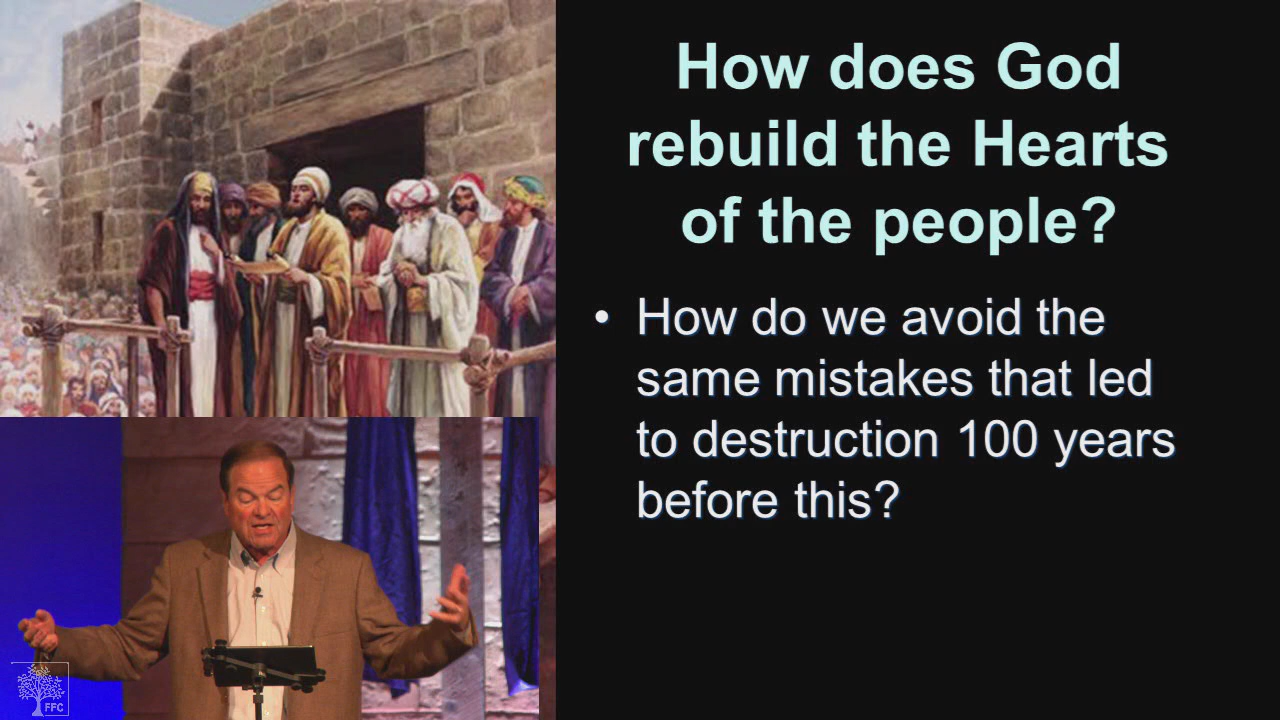 How does God
rebuild the Hearts
of the people?
• How do we avoid the
same mistakes that led
to destruction 100 years
before this?
FFC